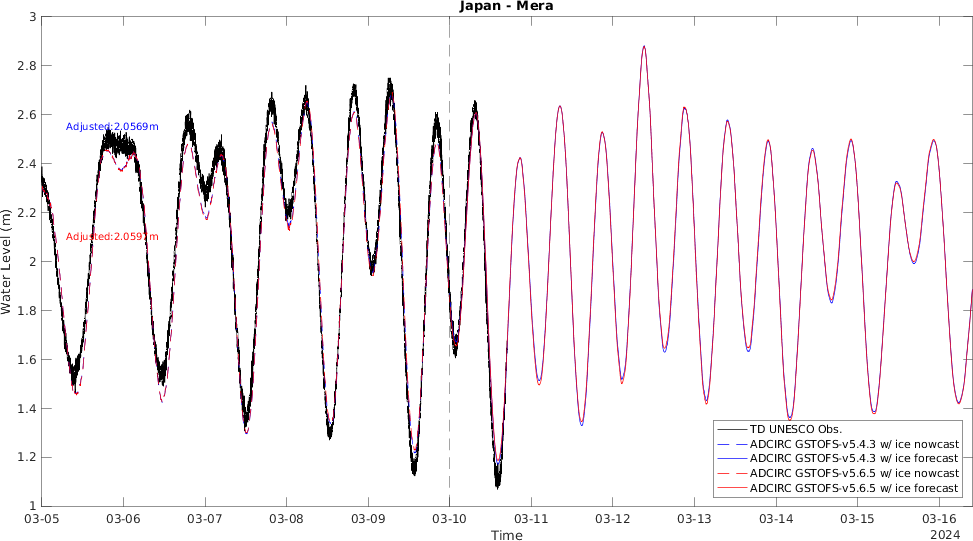 Japan - Mera
3
2.8
2.6
2.4
2.2
2
1.8
1.6
1.4
1.2
1
Water Level (m)
Adjusted:2.0569m
Adjusted:2.0597m
TD UNESCO Obs.
ADCIRC GSTOFS-v5.4.3 w/ ice nowcast
ADCIRC GSTOFS-v5.4.3 w/ ice forecast
ADCIRC GSTOFS-v5.6.5 w/ ice nowcast
ADCIRC GSTOFS-v5.6.5 w/ ice forecast
03-05 03-06 03-07 03-08 03-09 03-10 03-11 03-12 03-13 03-14 03-15 03-16
2024
Time